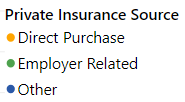 Private Insurance Source
Direct Purchase
Employer Related
Other